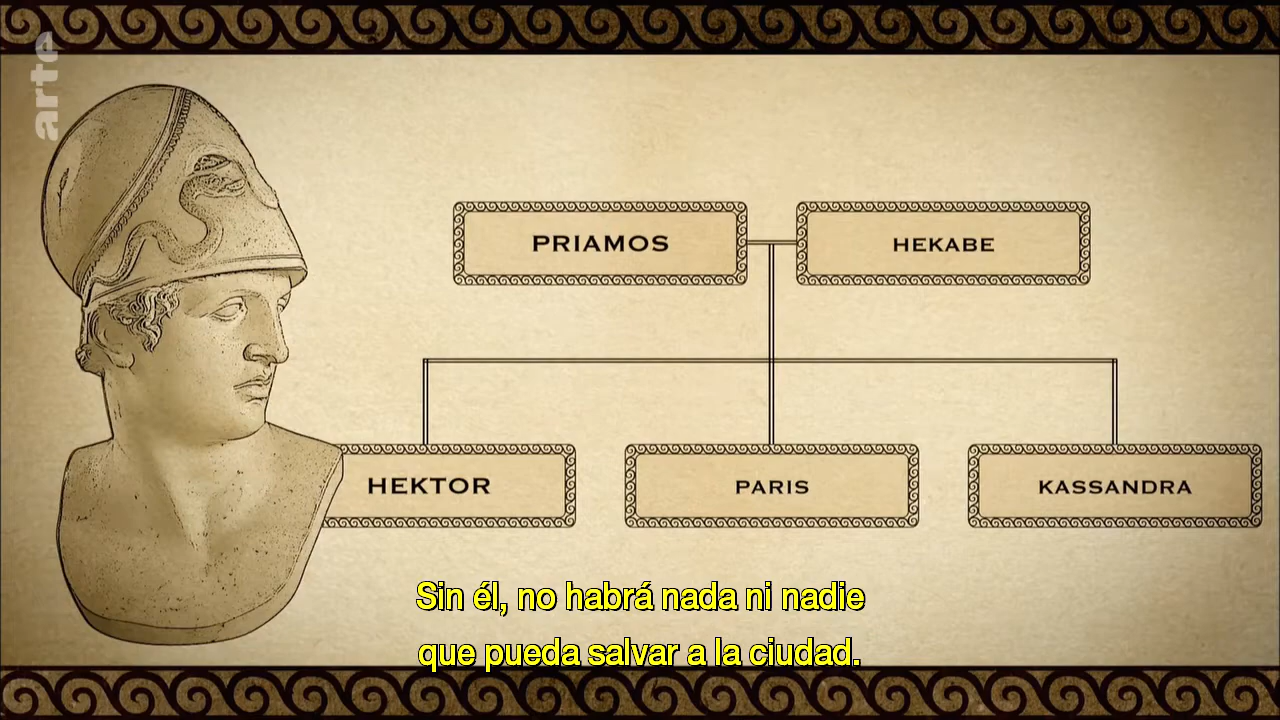 arte
PRIAMOS
HEKABE
HEKTOR
PARIS
KASSANDRA
Sin él, no habrá nada ni nadie
que pueda salvar a la ciudad.